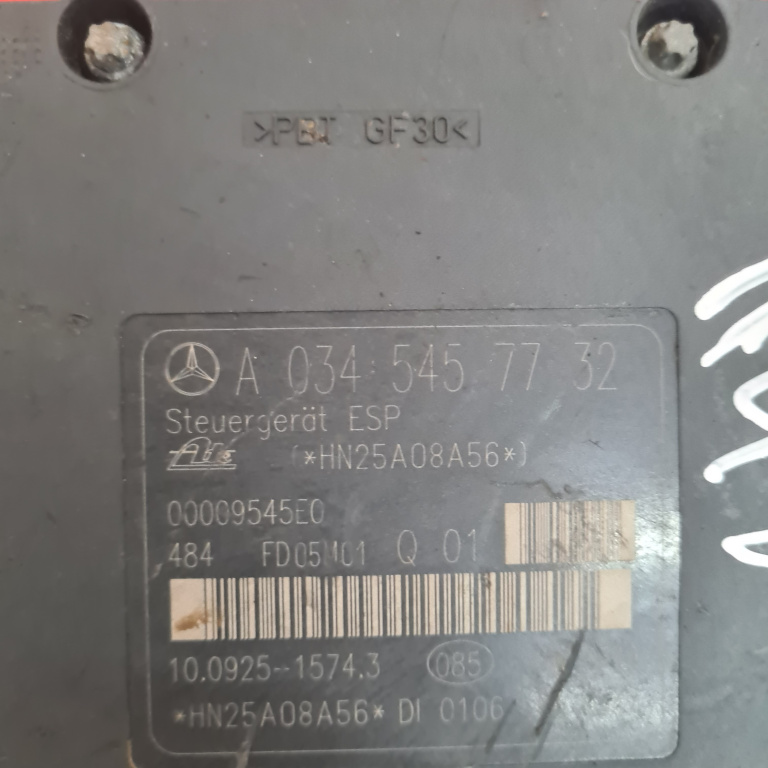 >PBT GF30<
A 034 545 77 32
Steuergerät ESP
Ate (*HN25A08A56*)
00009545E0
484 FD05M01 Q 01
10.0925-1574.3 085
*HN25A08A56* DI 0106